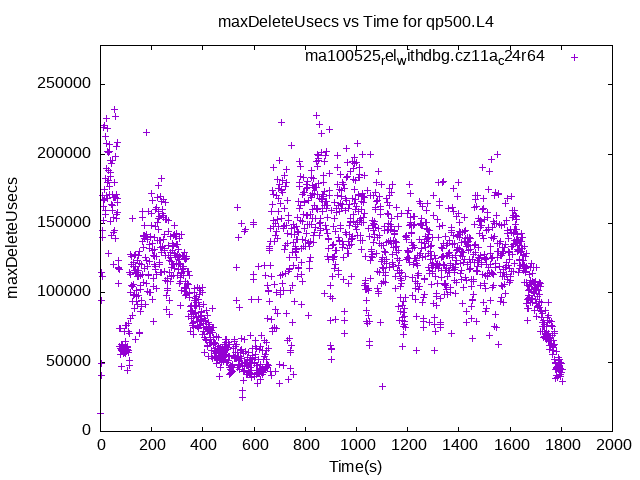 maxDeleteUsecs vs Time for qp500.L4
ma100525relwithdbg.cz11ac24r64
250000
200000
150000
100000
50000
0
maxDeleteUsecs
0 200 400 600 800 1000 1200 1400 1600 1800 2000
Time(s)